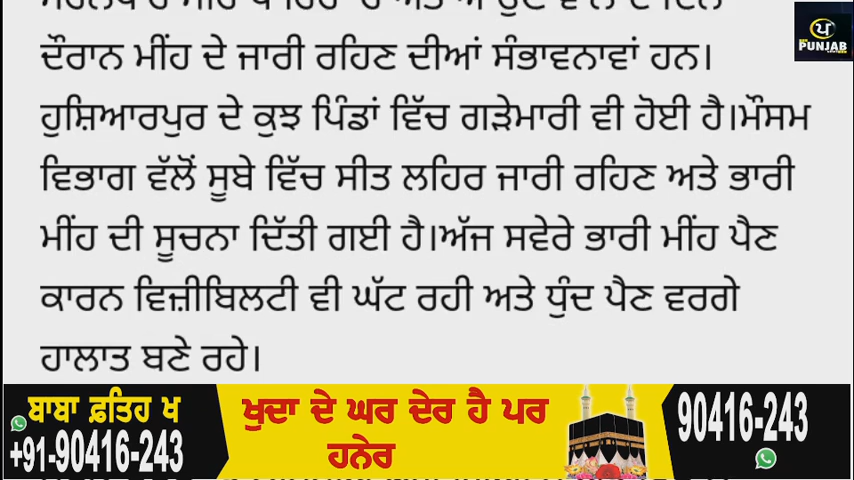 ਦੌਰਾਨ ਮੀਂਹ ਦੇ ਜਾਰੀ ਰਹਿਣ ਦੀਆਂ ਸੰਭਾਵਨਾਵਾਂ ਹਨ।
ਹੁਸ਼ਿਆਰਪੁਰ ਦੇ ਕੁਝ ਪਿੰਡਾਂ ਵਿੱਚ ਗੜੇਮਾਰੀ ਵੀ ਹੋਈ ਹੈ।ਮੌਸਮ
ਵਿਭਾਗ ਵੱਲੋਂ ਸੂਬੇ ਵਿੱਚ ਸੀਤ ਲਹਿਰ ਜਾਰੀ ਰਹਿਣ ਅਤੇ ਭਾਰੀ
ਮੀਂਹ ਦੀ ਸੂਚਨਾ ਦਿੱਤੀ ਗਈ ਹੈ।ਅੱਜ ਸਵੇਰੇ ਭਾਰੀ ਮੀਂਹ ਪੈਣ
ਕਾਰਨ ਵਿਜ਼ੀਬਿਲਟੀ ਵੀ ਘੱਟ ਰਹੀ ਅਤੇ ਧੁੰਦ ਪੈਣ ਵਰਗੇ
ਹਾਲਾਤ ਬਣੇ ਰਹੇ।
ਪ
PUNJAB
ਬਾਬਾ ਫ਼ਤਿਹ ਖ
+91-90416-243
ਖੁਦਾ ਦੇ ਘਰ ਦੇਰ ਹੈ ਪਰ
ਹਨੇਰ
90416-243